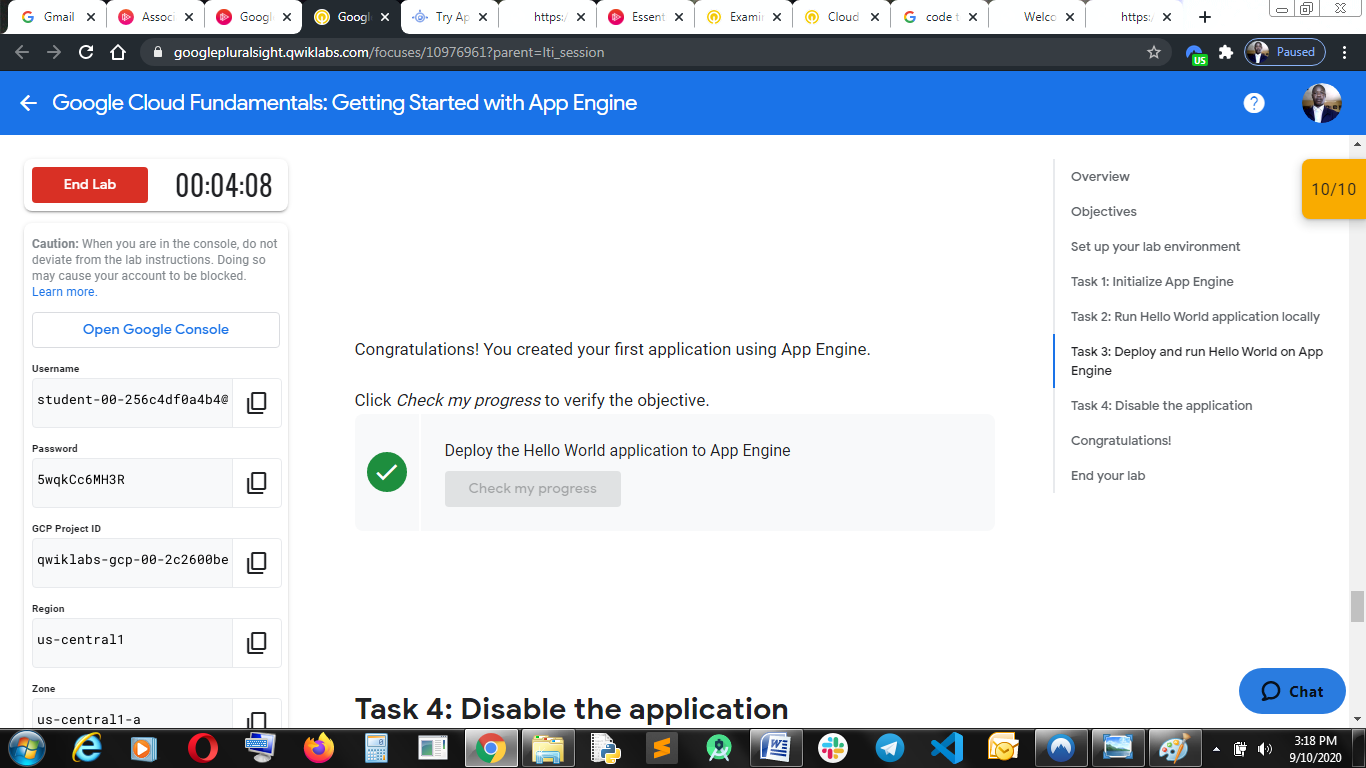 Gmail
Associ
Google
Google
Try Ap
https:/
Essent
Examin
Cloud
code t
Welco
https:/
googlepluralsight.qwiklabs.com/focuses/10976961?parent=lti_session
US
Paused
Google Cloud Fundamentals: Getting Started with App Engine
?
End Lab
00:04:08
Caution: When you are in the console, do not
deviate from the lab instructions. Doing so
may cause your account to be blocked.
Learn more.
Open Google Console
Username
student-00-256c4df0a4b4@
Password
5wqkCc6MH3R
GCP Project ID
qwiklabs-gcp-00-2c2600be
Region
us-central1
Zone
us-central1-a
Congratulations! You created your first application using App Engine.
Click Check my progress to verify the objective.
Deploy the Hello World application to App Engine
Check my progress
Task 4: Disable the application
Overview
Objectives
Set up your lab environment
Task 1: Initialize App Engine
Task 2: Run Hello World application locally
Task 3: Deploy and run Hello World on App
Engine
Task 4: Disable the application
Congratulations!
End your lab
10/10
Chat
3:18 PM
9/10/2020